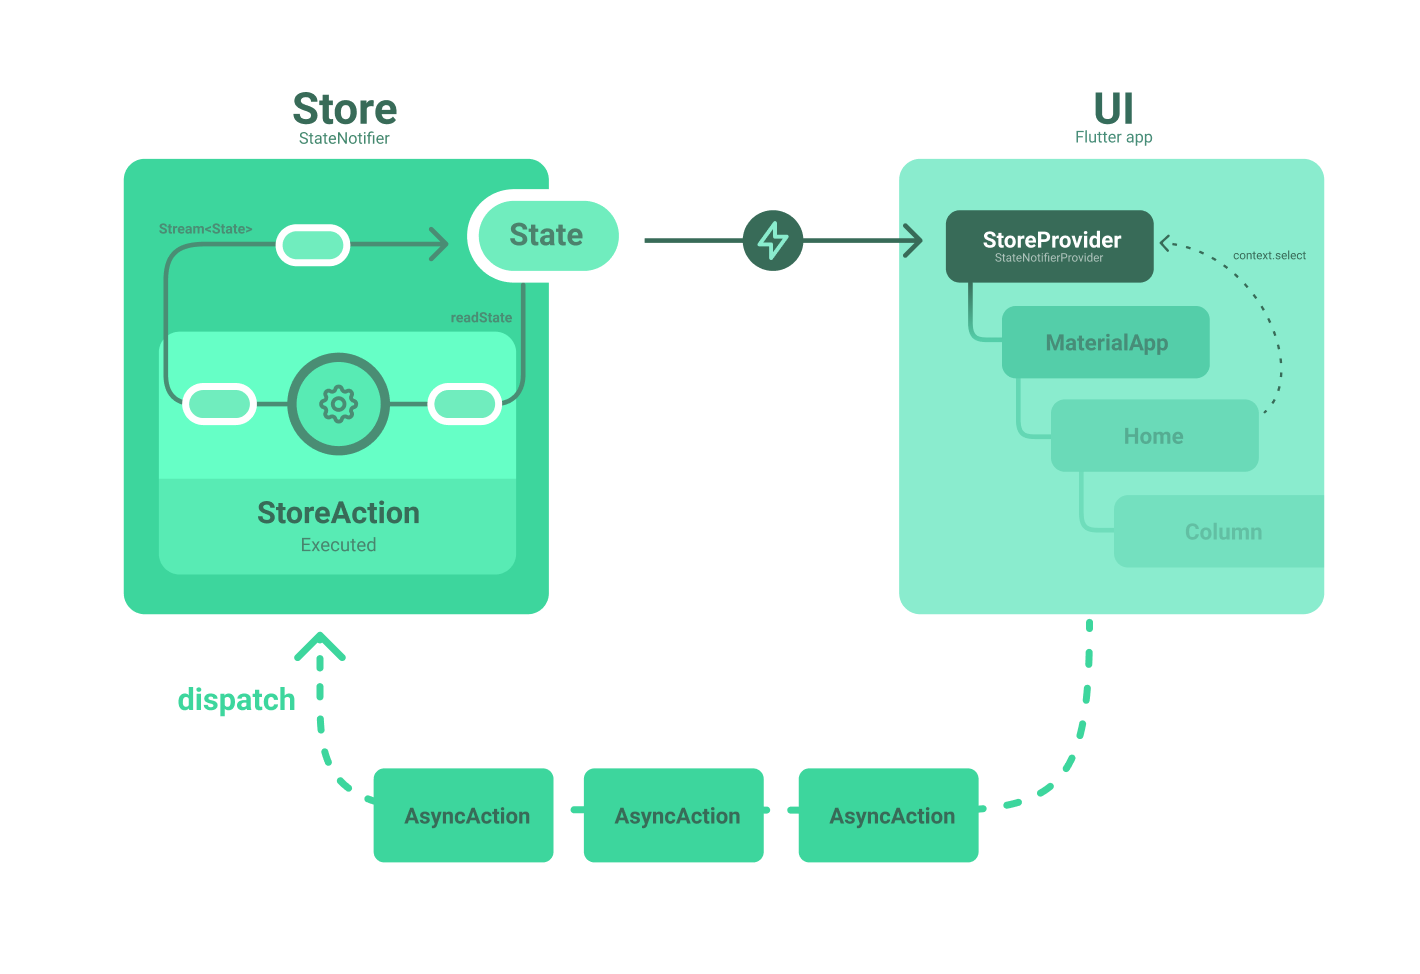 Store
StateNotifier
Stream<State>
State
readState
StoreAction
Executed
UI
Flutter app
StoreProvider
StateNotifierProvider
context.select
MaterialApp
Home
Column
dispatch
AsyncAction
AsyncAction
AsyncAction